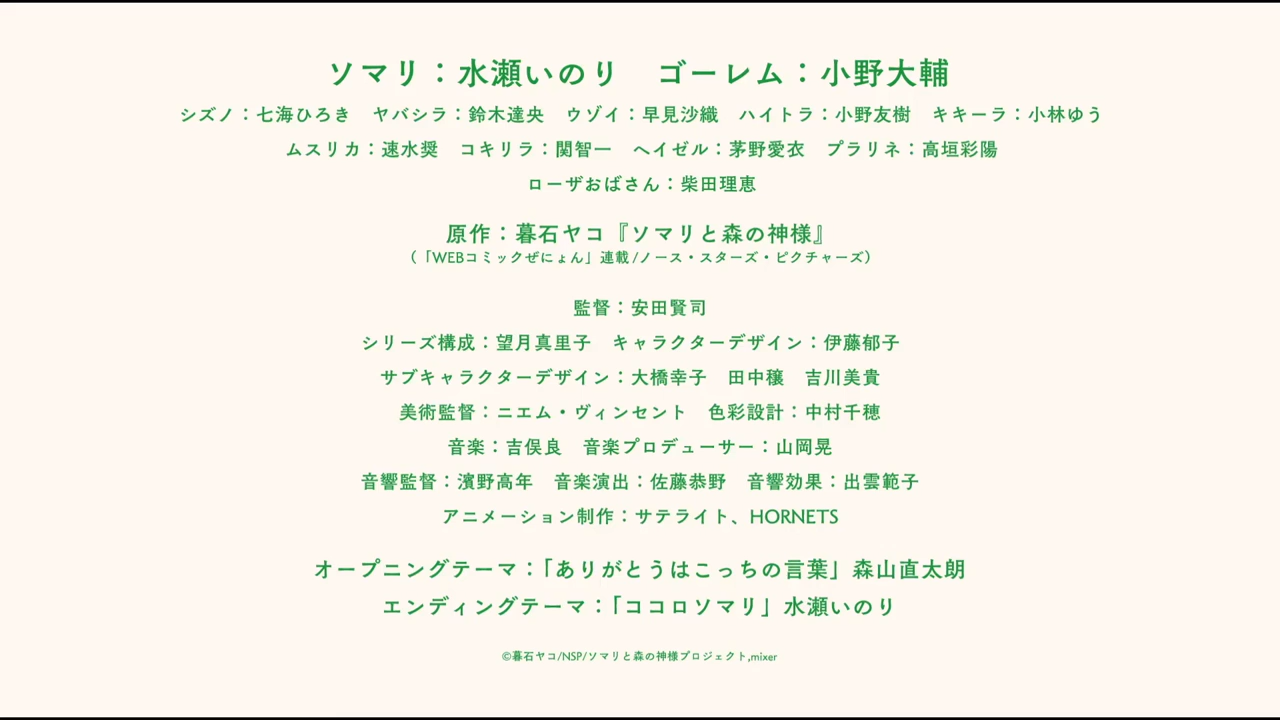 ソマリ：水瀬いのり　ゴーレム：小野大輔
シズノ：七海ひろき　ヤバシラ：鈴木達央　ウゾイ：早見沙織　ハイトラ：小野友樹　キキーラ：小林ゆう
ムスリカ：速水奨　コキリラ：関智一　ヘイゼル：茅野愛衣　プラリネ：高垣彩陽
ローザおばさん：柴田理恵
原作：暮石ヤコ『ソマリと森の神様』
（「WEBコミックぜにょん」連載/ノース・スターズ・ピクチャーズ）
監督：安田賢司
シリーズ構成：望月真里子　キャラクターデザイン：伊藤郁子
サブキャラクターデザイン：大橋幸子　田中穣　吉川美貴
美術監督：ニエム・ヴィンセント　色彩設計：中村千穂
音楽：吉俣良　音楽プロデューサー：山岡晃
音響監督：濱野高年　音楽演出：佐藤恭野　音響効果：出雲範子
アニメーション制作：サテライト、HORNETS
オープニングテーマ：「ありがとうはこっちの言葉」森山直太朗
エンディングテーマ：「ココロソマリ」水瀬いのり
©暮石ヤコ/NSP/ソマリと森の神様プロジェクト,mixer